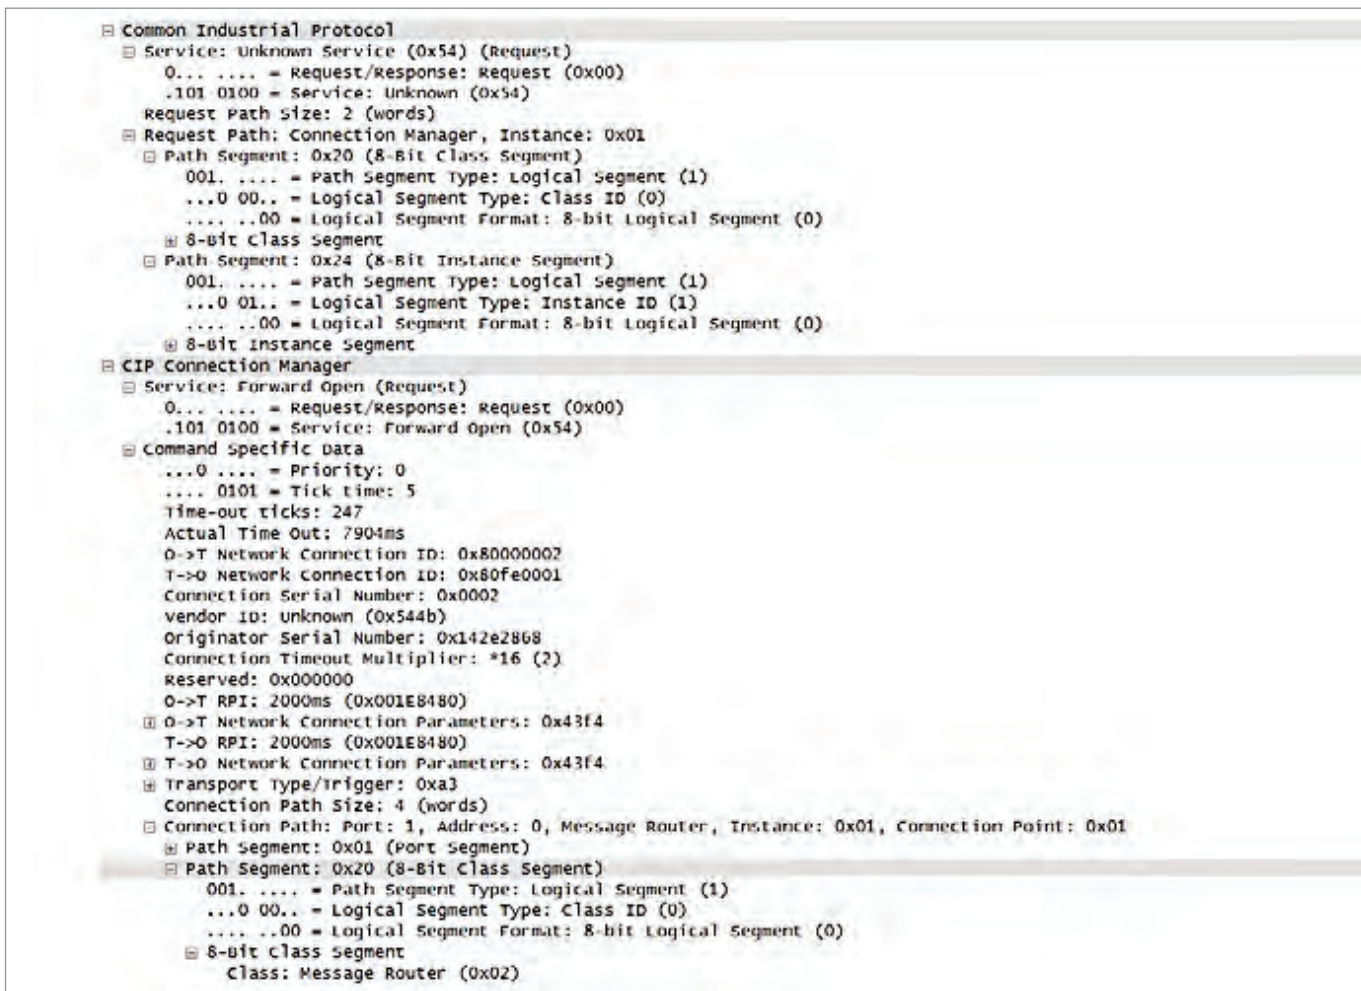 Common Industrial Protocol
Service: Unknown Service (0x54) (Request)
0... .... = Request/Response: Request (0x00)
.101 0100 = Service: Unknown (0x54)
Request Path Size: 2 (words)
Request Path: Connection Manager, Instance: 0x01
Path Segment: 0x20 (8-Bit Class Segment)
001. .... = Path Segment Type: Logical Segment (1)
...0 00.. = Logical Segment Type: Class ID (0)
.... ..00 = Logical Segment Format: 8-bit Logical Segment (0)
8-Bit Class Segment
Path Segment: 0x24 (8-Bit Instance Segment)
001. .... = Path Segment Type: Logical Segment (1)
...0 01.. = Logical Segment Type: Instance ID (1)
.... ..00 = Logical Segment Format: 8-bit Logical Segment (0)
8-Bit Instance Segment
CIP Connection Manager
Service: Forward Open (Request)
0... .... = Request/Response: Request (0x00)
.101 0100 = Service: Forward Open (0x54)
Command Specific Data
...0 .... = Priority: 0
.... 0101 = Tick time: 5
Time-out ticks: 247
Actual Time Out: 7904ms
O->T Network Connection ID: 0x80000002
T->O Network Connection ID: 0x80fe0001
Connection Serial Number: 0x0002
Vendor ID: Unknown (0x544b)
Originator Serial Number: 0x142e2868
Connection Timeout Multiplier: *16 (2)
Reserved: 0x000000
O->T RPI: 2000ms (0x001E8480)
O->T Network Connection Parameters: 0x43f4
T->O RPI: 2000ms (0x001E8480)
T->O Network Connection Parameters: 0x43f4
Transport Type/Trigger: 0xa3
Connection Path Size: 4 (words)
Connection Path: Port: 1, Address: 0, Message Router, Instance: 0x01, Connection Point: 0x01
Path Segment: 0x01 (Port Segment)
Path Segment: 0x20 (8-Bit Class Segment)
001. .... = Path Segment Type: Logical Segment (1)
...0 00.. = Logical Segment Type: Class ID (0)
.... ..00 = Logical Segment Format: 8-bit Logical Segment (0)
8-Bit Class Segment
Class: Message Router (0x02)